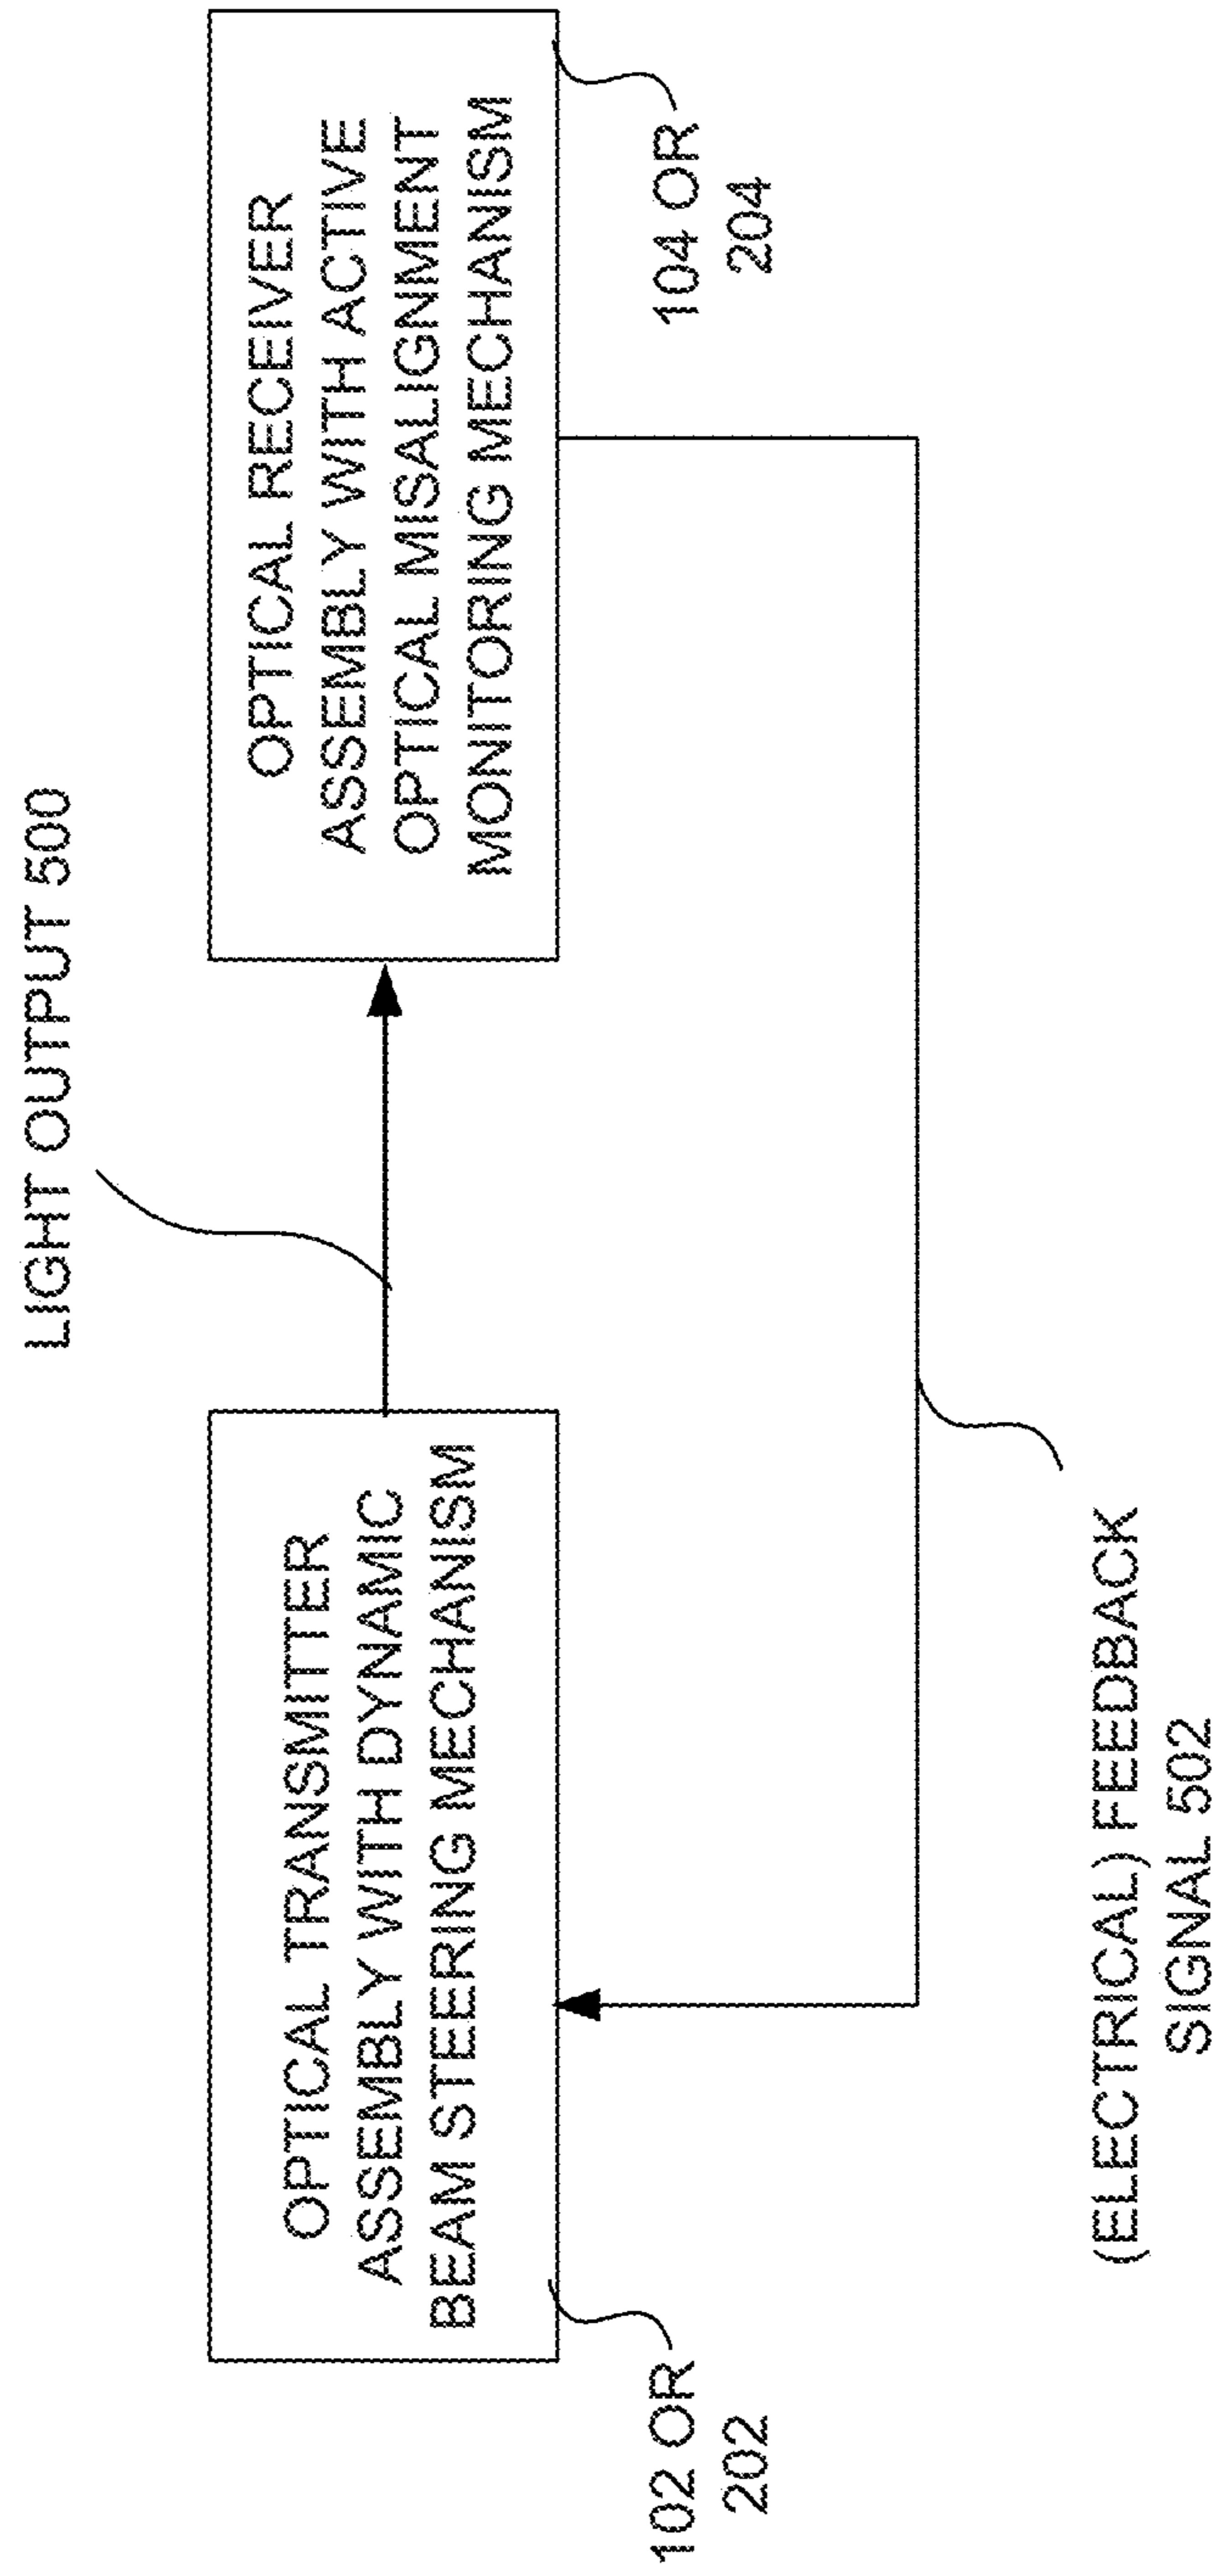 LIGHT OUTPUT 500
OPTICAL TRANSMITTER
ASSEMBLY WITH DYNAMIC
BEAM STEERING MECHANISM
OPTICAL RECEIVER
ASSEMBLY WITH ACTIVE
OPTICAL MISALIGNMENT
MONITORING MECHANISM
102 OR
202
104 OR
204
(ELECTRICAL) FEEDBACK
SIGNAL 502